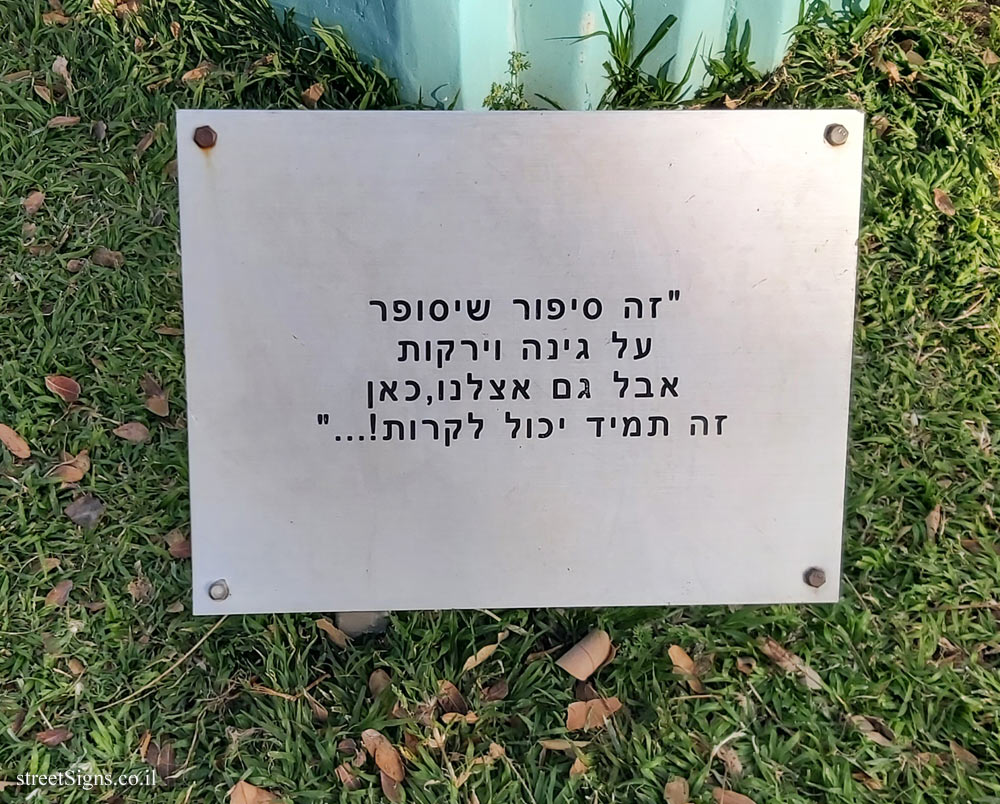 "זה סיפור שיסופר
על גינה וירקות
אבל גם אצלנו,כאן
זה תמיד יכול לקרות!..."
streetSigns.co.il